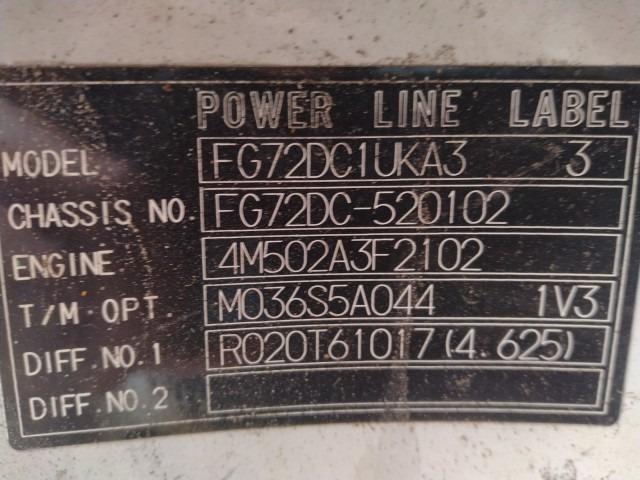 POWER LINE LABEL
MODEL FG72DC1UKA3 3
CHASSIS NO. FG72DC-520102
ENGINE 4M502A3F2102
T/M OPT. M036S5A044 1V3
DIFF.NO.1 R020T61017(4.625)
DIFF.NO.2